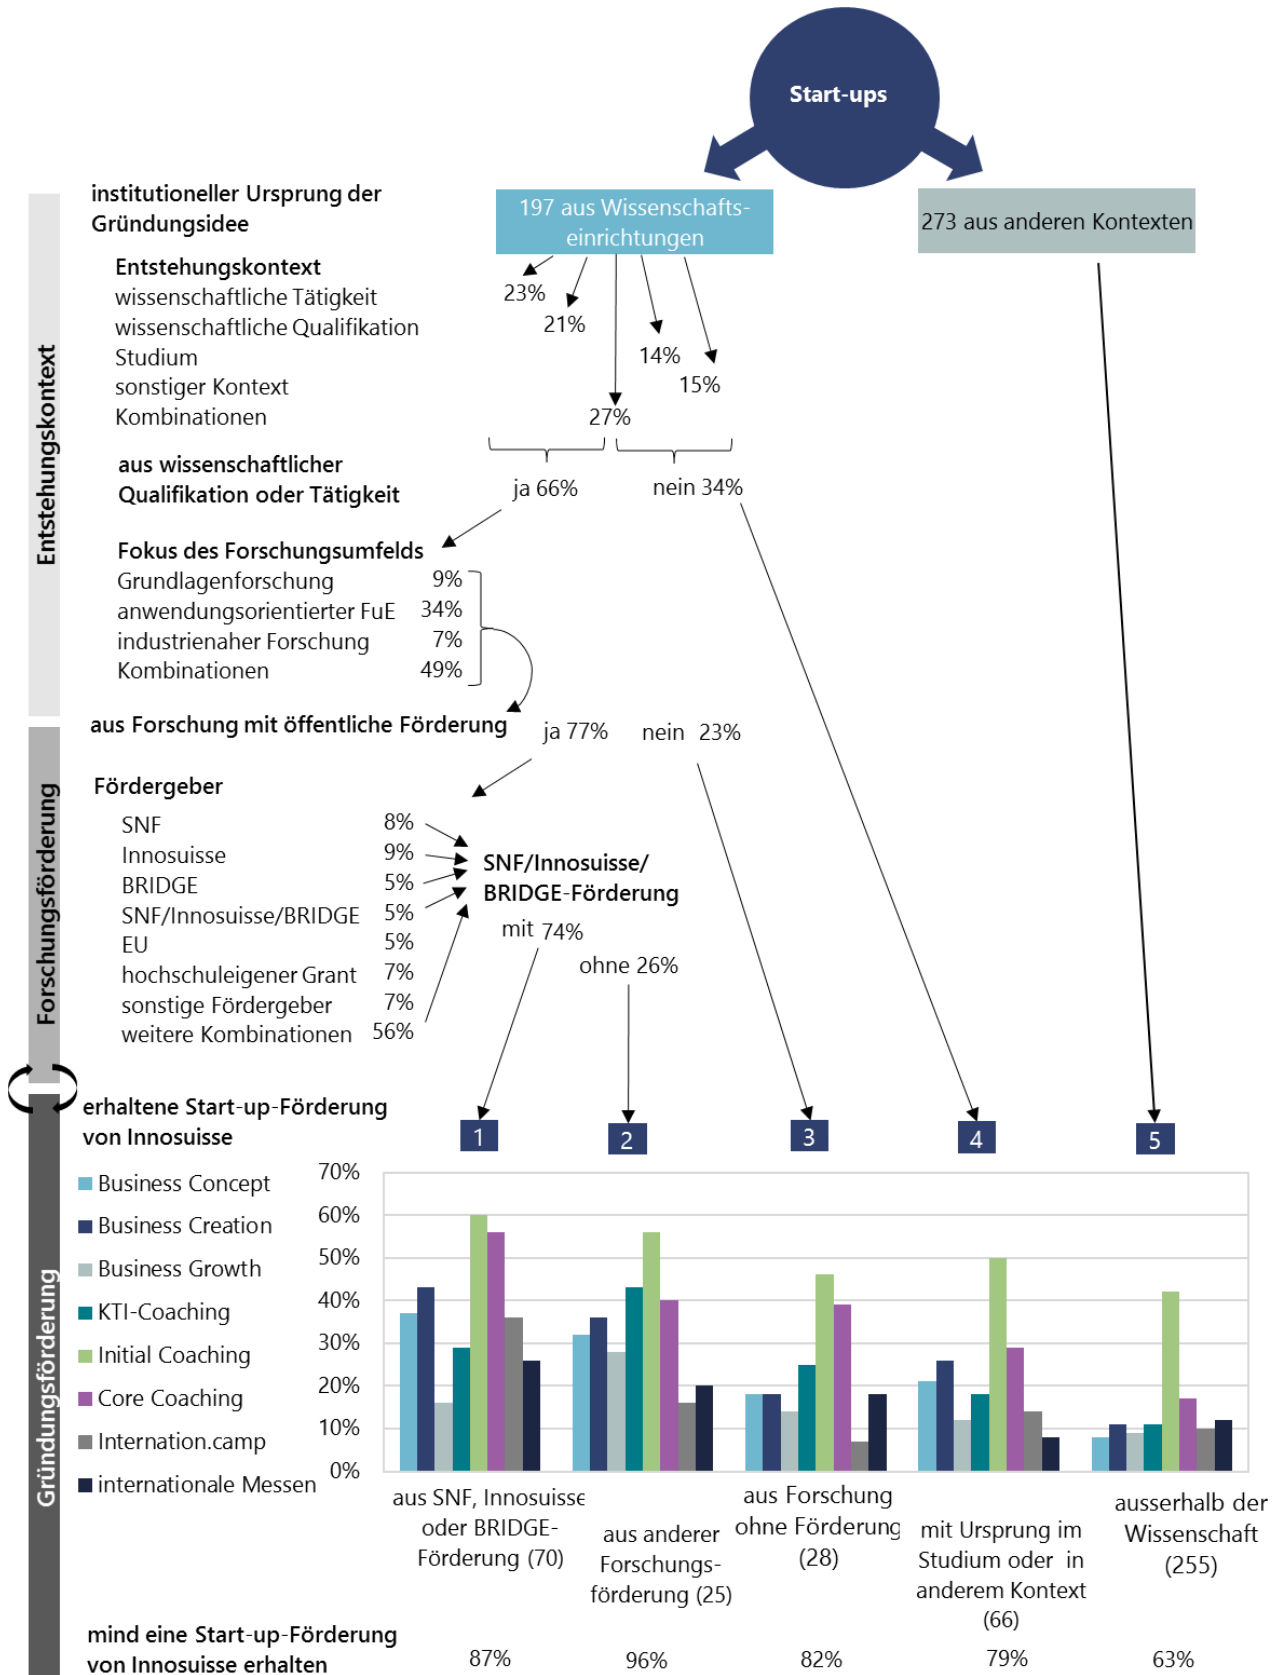 Start-ups
institutioneller Ursprung der
Gründungsidee
197 aus Wissenschafts-
einrichtungen
273 aus anderen Kontexten
Entstehungskontext
Entstehungskontext
wissenschaftliche Tätigkeit
23%
wissenschaftliche Qualifikation
21%
Studium
14%
sonstiger Kontext
15%
Kombinationen
27%
aus wissenschaftlicher
Qualifikation oder Tätigkeit
ja 66%
nein 34%
Fokus des Forschungsumfelds
Grundlagenforschung 9%
anwendungsorientierter FuE 34%
industrienaher Forschung 7%
Kombinationen 49%
aus Forschung mit öffentliche Förderung
ja 77%
nein 23%
Forschungsförderung
Fördergeber
SNF 8%
Innosuisse 9%
BRIDGE 5%
SNF/Innosuisse/BRIDGE 5%
EU 5%
hochschuleigener Grant 7%
sonstige Fördergeber 7%
weitere Kombinationen 56%
SNF/Innosuisse/
BRIDGE-Förderung
mit 74%
ohne 26%
Gründungsförderung
erhaltene Start-up-Förderung
von Innosuisse
1 2 3 4 5
Business Concept
Business Creation
Business Growth
KTI-Coaching
Initial Coaching
Core Coaching
Internation.camp
internationale Messen
70%
60%
50%
40%
30%
20%
10%
0%
aus SNF, Innosuisse
oder BRIDGE-
Förderung (70)
aus anderer
Forschungs-
förderung (25)
aus Forschung
ohne Förderung
(28)
mit Ursprung im
Studium oder in
anderem Kontext
(66)
ausserhalb der
Wissenschaft
(255)
mind eine Start-up-Förderung
von Innosuisse erhalten
87% 96% 82% 79% 63%